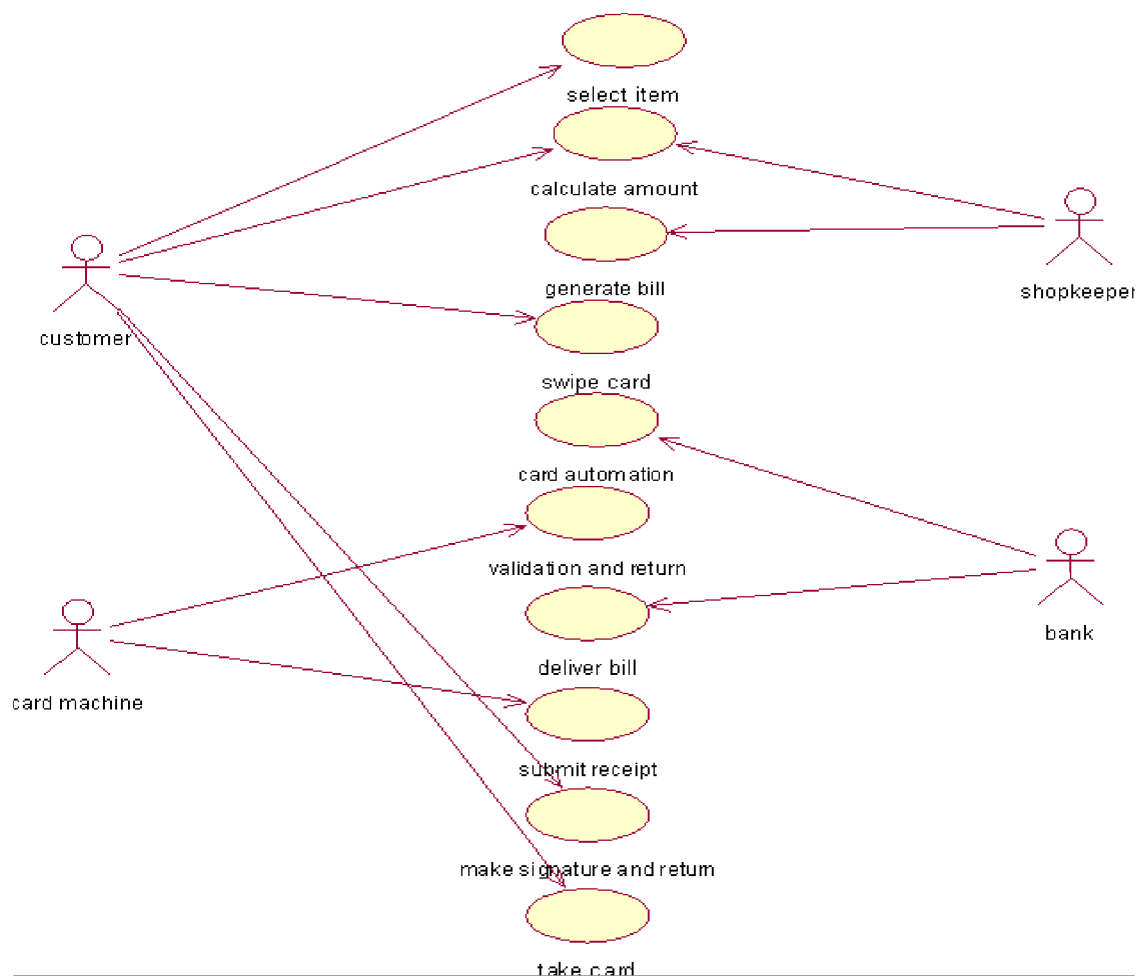 select item
calculate amount
generate bill
shopkeeper
customer
swipe card
card automation
validation and return
bank
deliver bill
card machine
submit receipt
make signature and return
take card